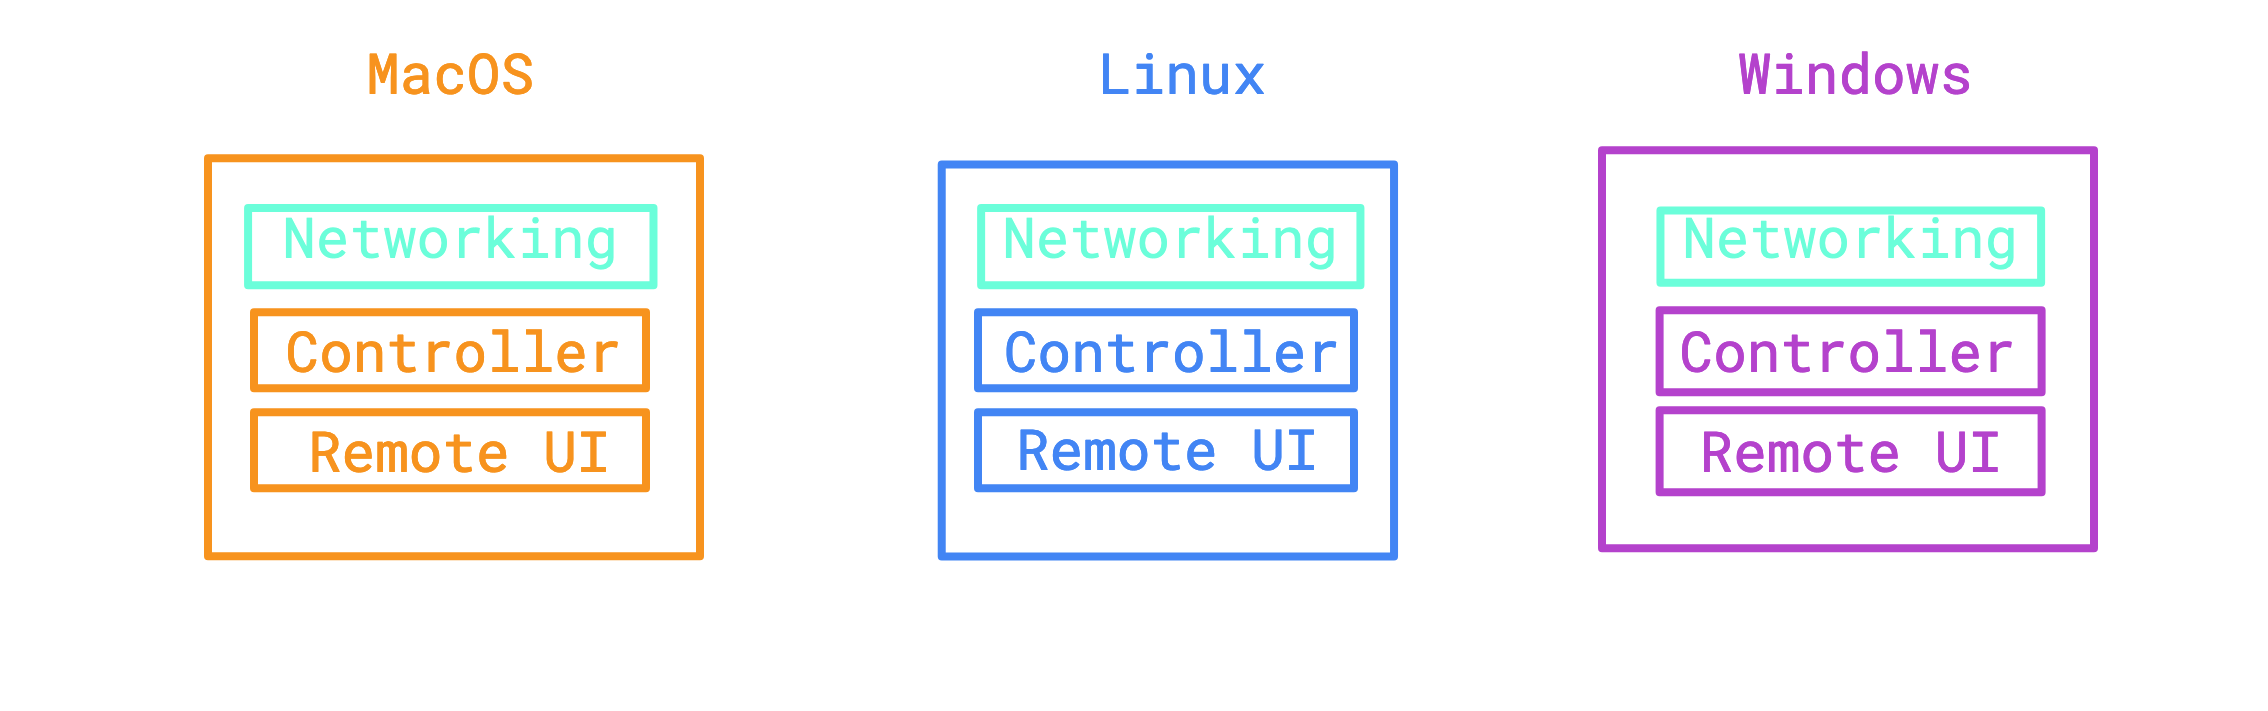 MacOS
Networking
Controller
Remote UI
Linux
Networking
Controller
Remote UI
Windows
Networking
Controller
Remote UI